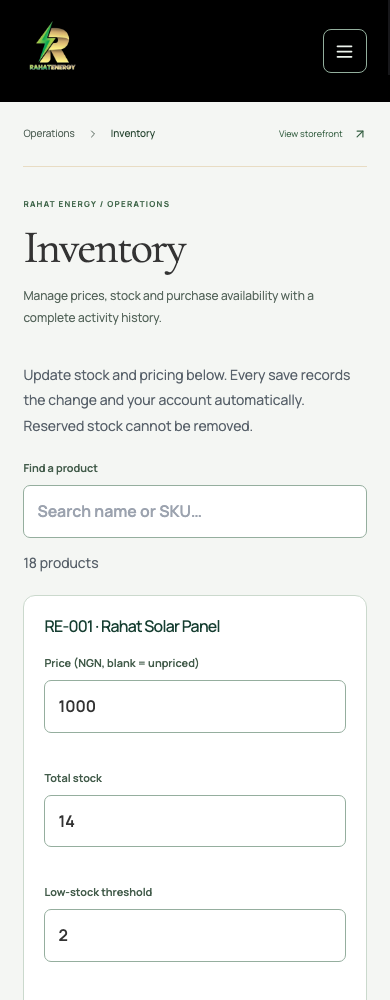 RAHATENERGY
Operations
Inventory
View storefront
RAHAT ENERGY / OPERATIONS
Inventory
Manage prices, stock and purchase availability with a
complete activity history.
Update stock and pricing below. Every save records
the change and your account automatically.
Reserved stock cannot be removed.
Find a product
Search name or SKU...
18 products
RE-001 · Rahat Solar Panel
Price (NGN, blank = unpriced)
1000
Total stock
14
Low-stock threshold
2